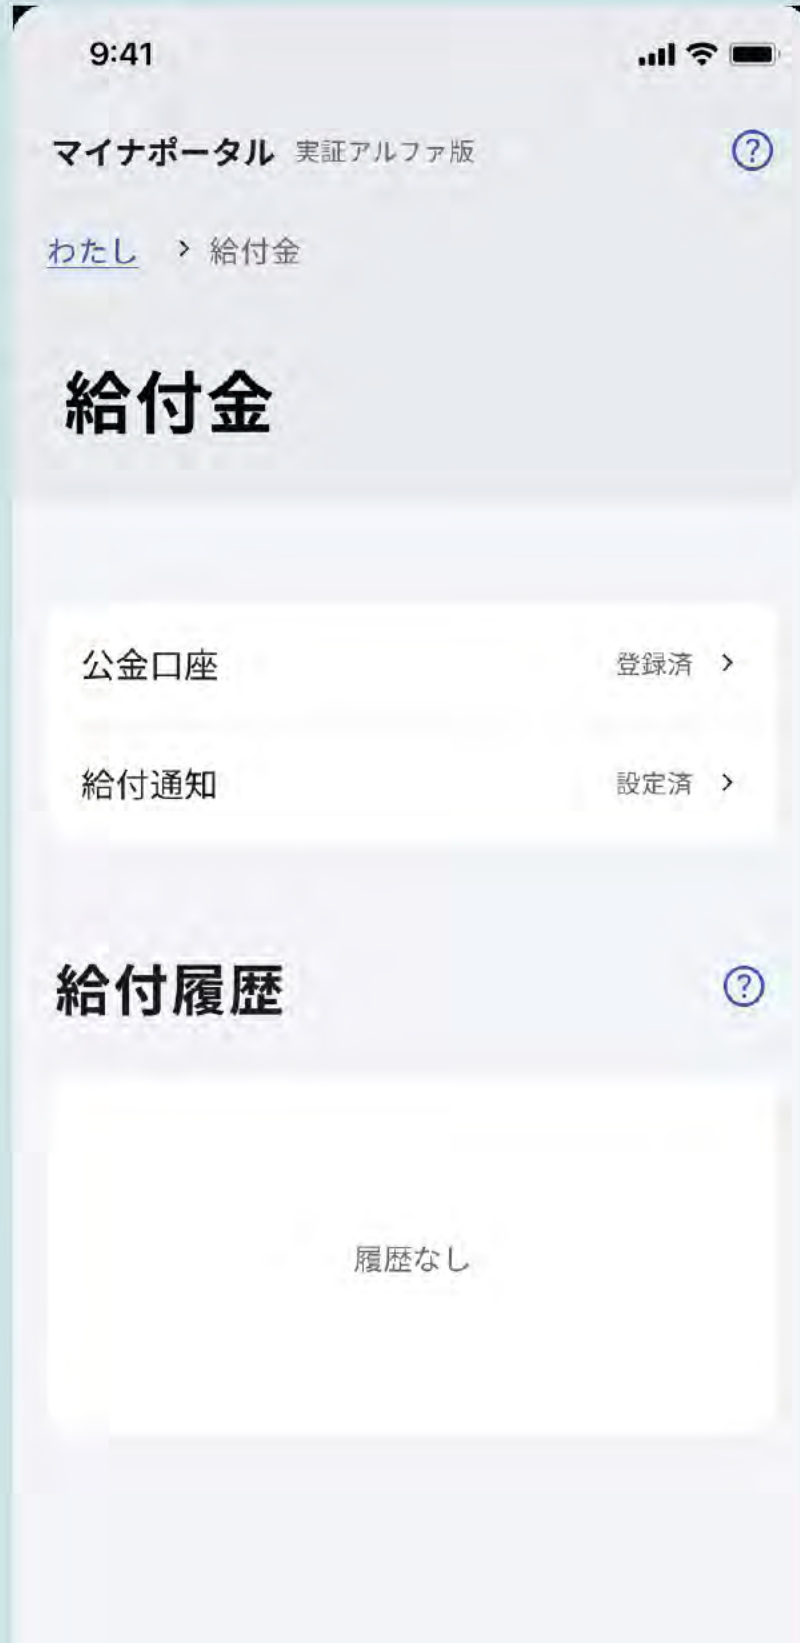 9:41
マイナポータル 実証アルファ版 ?
わたし > 給付金
給付金
公金口座 登録済 >
給付通知 設定済 >
給付履歴 ?
履歴なし